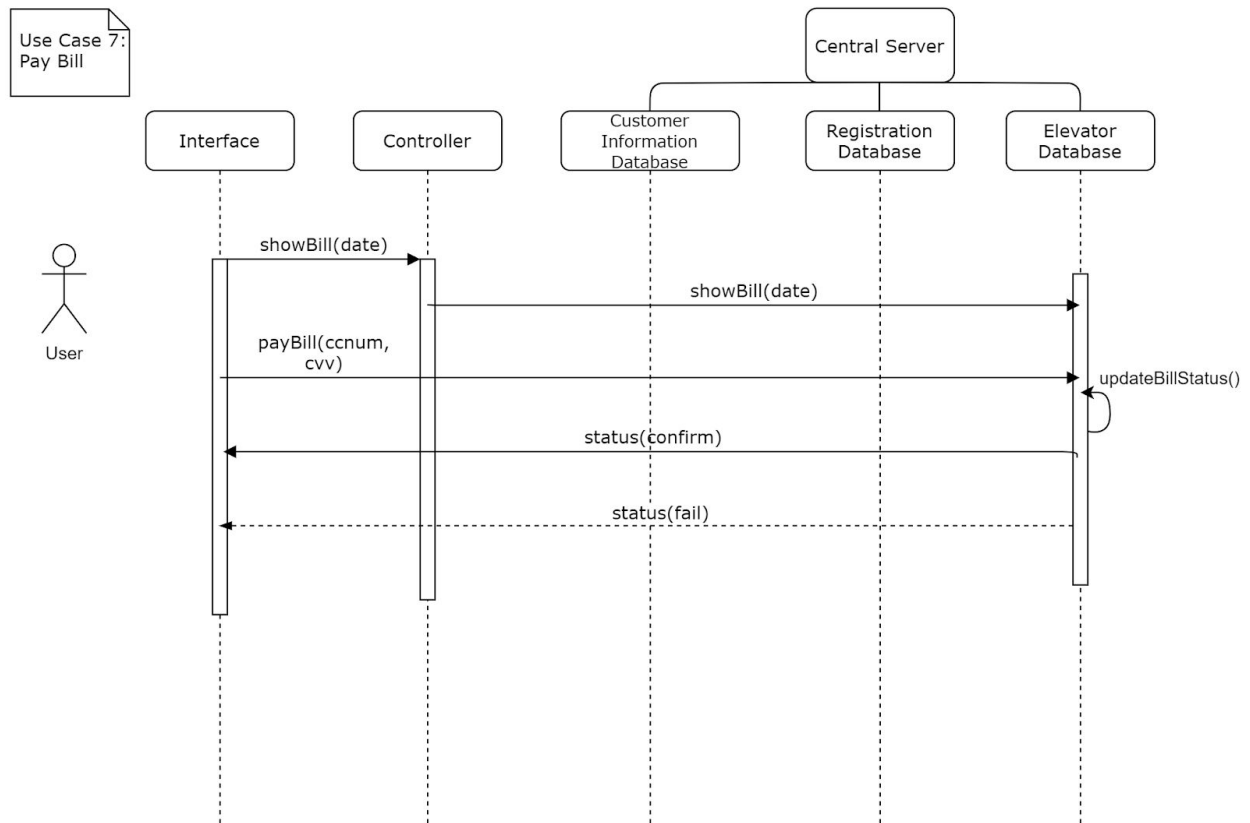 Use Case 7:
Pay Bill
Central Server
Interface
Controller
Customer
Information
Database
Registration
Database
Elevator
Database
showBill(date)
showBill(date)
User
payBill(ccnum,
cvv)
updateBillStatus()
status(confirm)
status(fail)